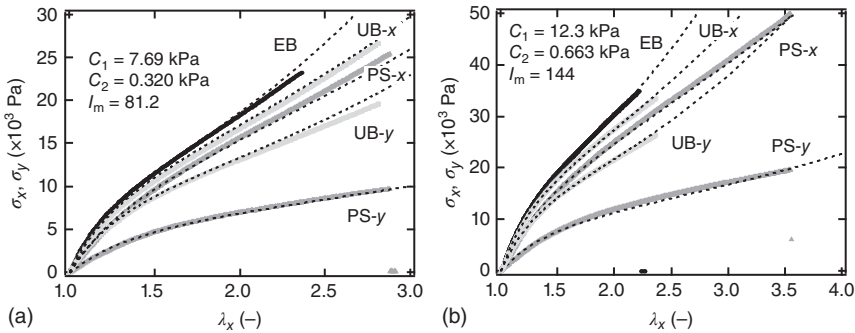 30
25
20
15
10
5
0
σx, σy (×10³ Pa)
C1 = 7.69 kPa
C2 = 0.320 kPa
Im = 81.2
EB
UB-x
PS-x
UB-y
PS-y
1.0 1.5 2.0 2.5 3.0
λx (–)
(a)
50
40
30
20
10
0
σx, σy (×10³ Pa)
C1 = 12.3 kPa
C2 = 0.663 kPa
Im = 144
EB
UB-x
PS-x
UB-y
PS-y
1.0 1.5 2.0 2.5 3.0 3.5 4.0
λx (–)
(b)